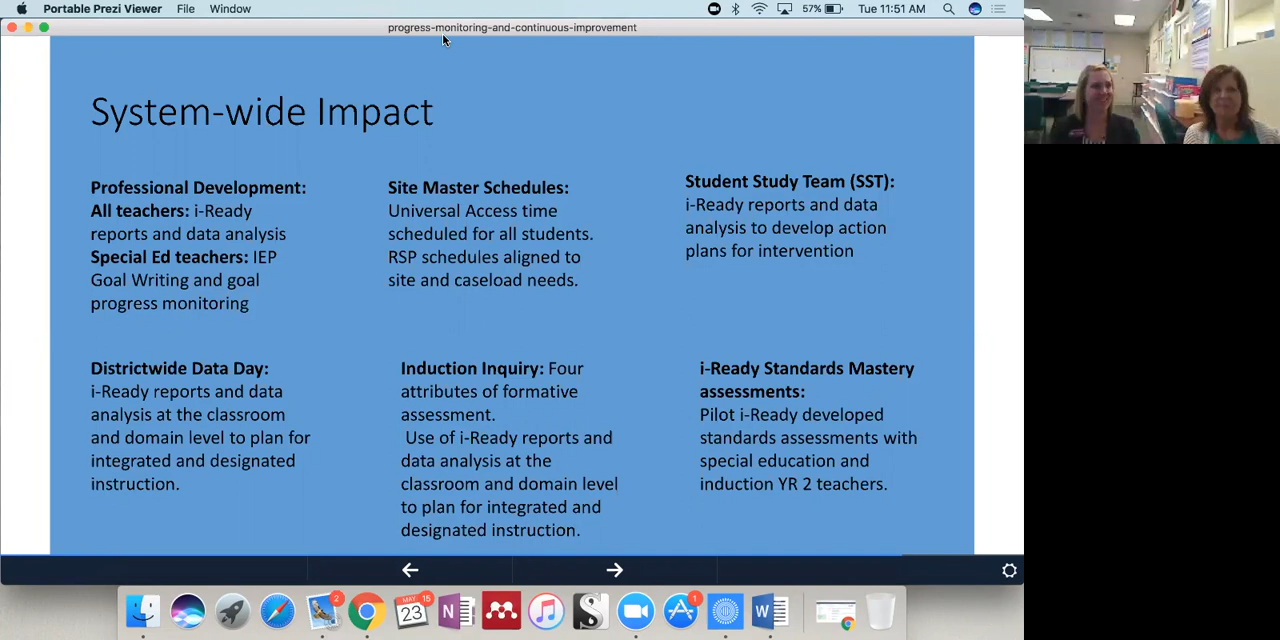 Portable Prezi Viewer File Window 57% Tue 11:51 AM
progress-monitoring-and-continuous-improvement
System-wide Impact
Professional Development:
All teachers: i-Ready
reports and data analysis
Special Ed teachers: IEP
Goal Writing and goal
progress monitoring
Site Master Schedules:
Universal Access time
scheduled for all students.
RSP schedules aligned to
site and caseload needs.
Student Study Team (SST):
i-Ready reports and data
analysis to develop action
plans for intervention
Districtwide Data Day:
i-Ready reports and data
analysis at the classroom
and domain level to plan for
integrated and designated
instruction.
Induction Inquiry: Four
attributes of formative
assessment.
Use of i-Ready reports and
data analysis at the
classroom and domain level
to plan for integrated and
designated instruction.
i-Ready Standards Mastery
assessments:
Pilot i-Ready developed
standards assessments with
special education and
induction YR 2 teachers.
2
MAY
23
15
N
S
1
W